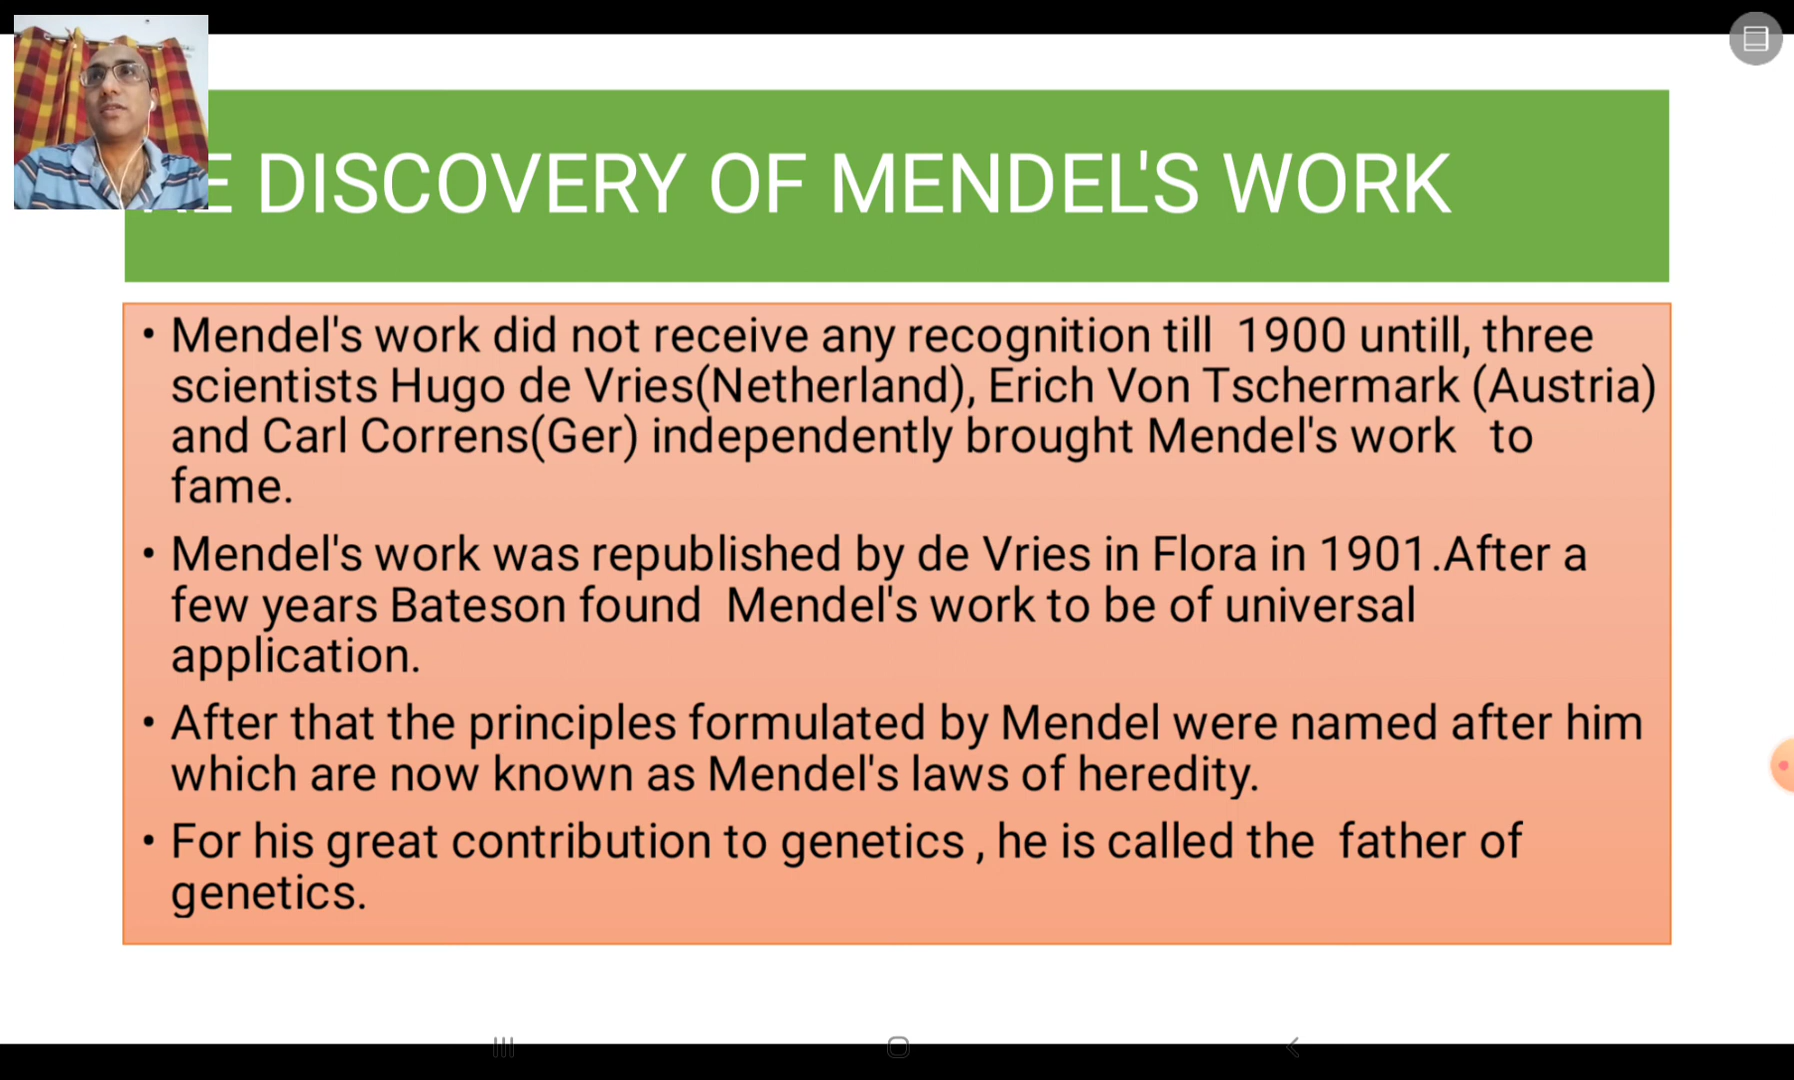 DISCOVERY OF MENDEL'S WORK
• Mendel's work did not receive any recognition till 1900 untill, three
scientists Hugo de Vries(Netherland), Erich Von Tschermark (Austria)
and Carl Correns(Ger) independently brought Mendel's work to
fame.
• Mendel's work was republished by de Vries in Flora in 1901.After a
few years Bateson found Mendel's work to be of universal
application.
• After that the principles formulated by Mendel were named after him
which are now known as Mendel's laws of heredity.
• For his great contribution to genetics , he is called the father of
genetics.